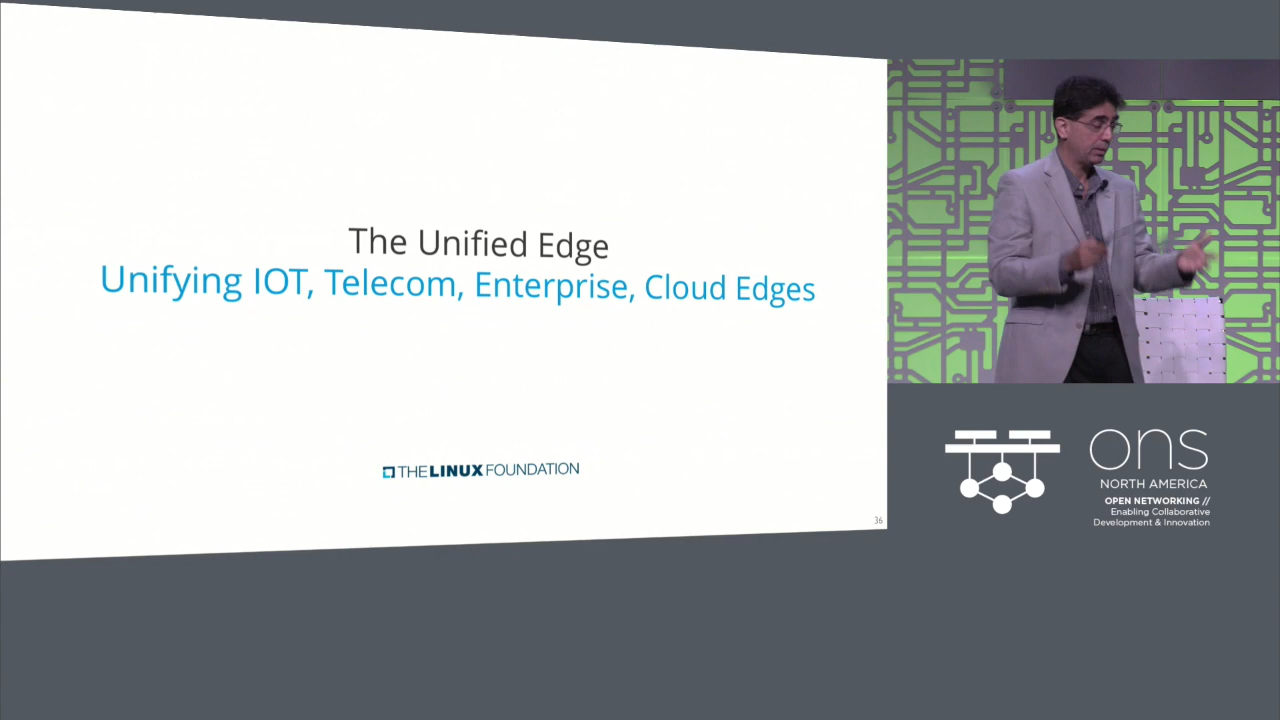 The Unified Edge
Unifying IOT, Telecom, Enterprise, Cloud Edges
THE LINUX FOUNDATION
36
ons
NORTH AMERICA
OPEN NETWORKING //
Enabling Collaborative
Development & Innovation